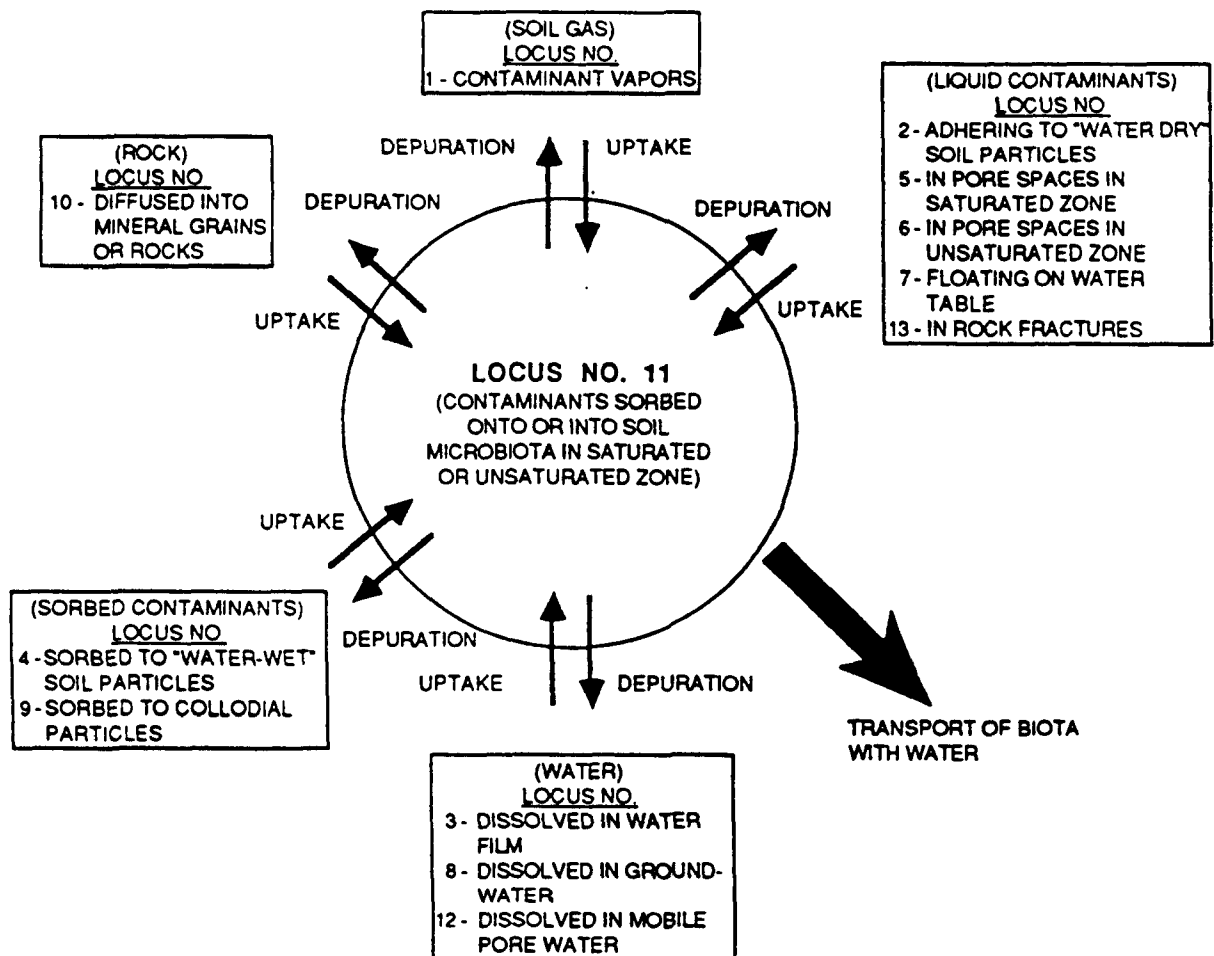 (SOIL GAS)
LOCUS NO.
1 - CONTAMINANT VAPORS
(LIQUID CONTAMINANTS)
LOCUS NO
2 - ADHERING TO "WATER DRY"
SOIL PARTICLES
5 - IN PORE SPACES IN
SATURATED ZONE
6 - IN PORE SPACES IN
UNSATURATED ZONE
7 - FLOATING ON WATER
TABLE
13 - IN ROCK FRACTURES
(ROCK)
LOCUS NO
10 - DIFFUSED INTO
MINERAL GRAINS
OR ROCKS
DEPURATION
UPTAKE
DEPURATION
UPTAKE
DEPURATION
UPTAKE
LOCUS NO. 11
(CONTAMINANTS SORBED
ONTO OR INTO SOIL
MICROBIOTA IN SATURATED
OR UNSATURATED ZONE)
UPTAKE
DEPURATION
UPTAKE
DEPURATION
(SORBED CONTAMINANTS)
LOCUS NO
4 - SORBED TO "WATER-WET"
SOIL PARTICLES
9 - SORBED TO COLLODIAL
PARTICLES
TRANSPORT OF BIOTA
WITH WATER
(WATER)
LOCUS NO.
3 - DISSOLVED IN WATER
FILM
8 - DISSOLVED IN GROUND-
WATER
12 - DISSOLVED IN MOBILE
PORE WATER